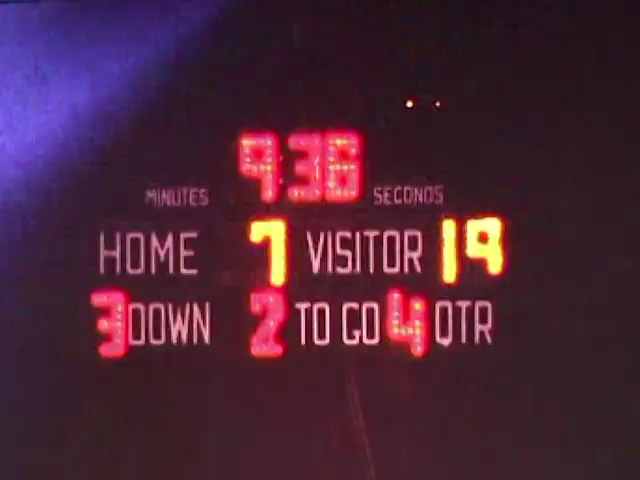 9:38
MINUTES SECONDS
HOME 7 VISITOR 19
3 DOWN 2 TO GO 4 QTR